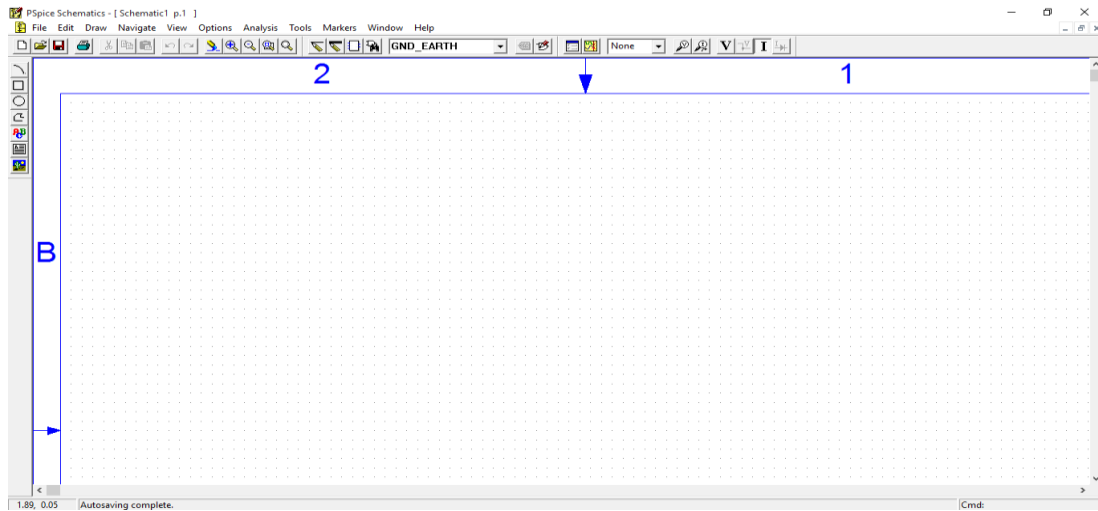 PSpice Schematics - [ Schematic1 p.1 ]
File Edit Draw Navigate View Options Analysis Tools Markers Window Help
GND_EARTH None V V I I
2 1
B
1.89, 0.05 Autosaving complete. Cmd: